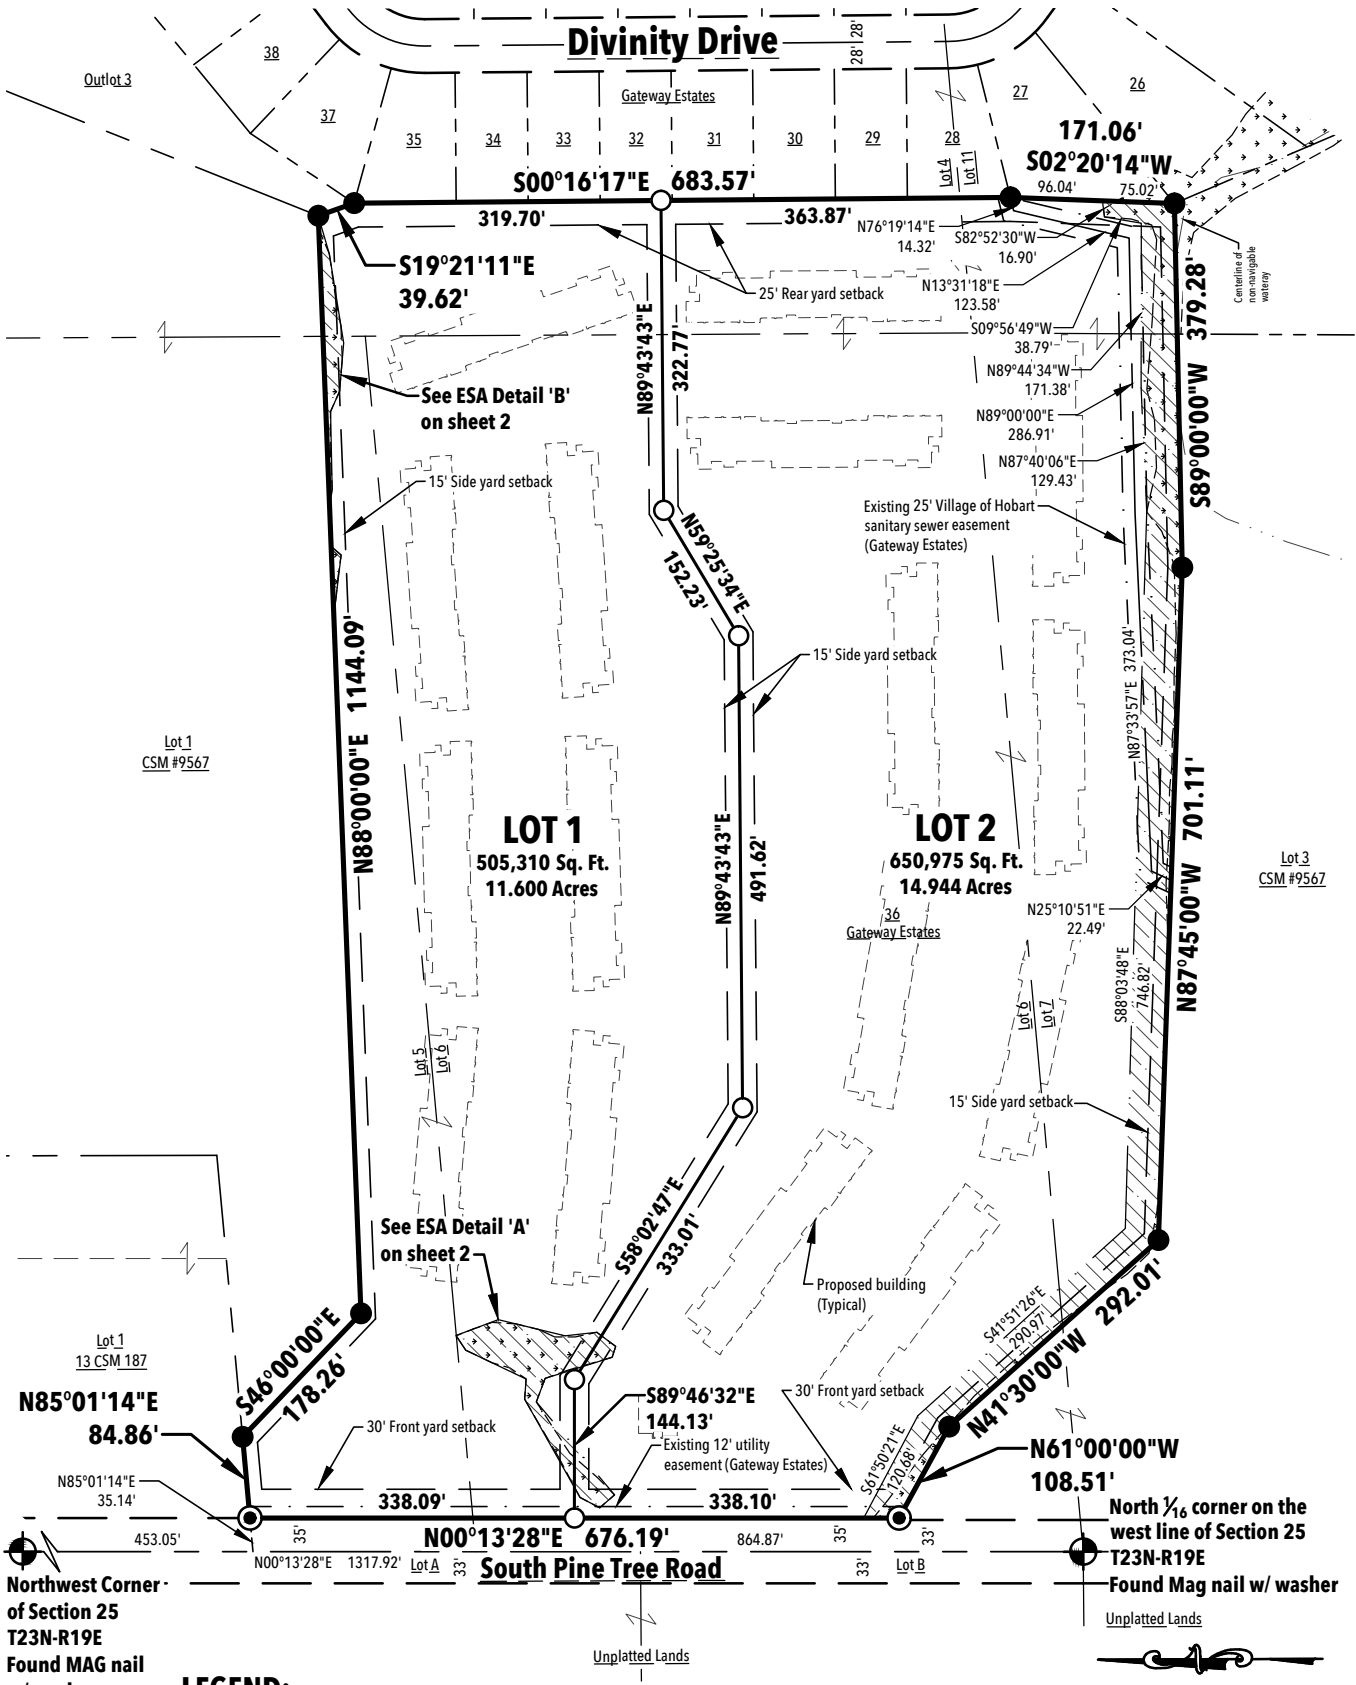 Divinity Drive
28' 28'
Outlot 3
38
37
Gateway Estates
35
34
33
32
31
30
29
28
27
26
Lot 4
Lot 11
171.06'
S02°20'14"W
96.04'
75.02'
S00°16'17"E 683.57'
319.70'
363.87'
N76°19'14"E
14.32'
S82°52'30"W
16.90'
S19°21'11"E
39.62'
25' Rear yard setback
N13°31'18"E
123.58'
Centerline of
non-navigable
wateray
S09°56'49"W
38.79'
N89°43'43"E
322.77'
N89°44'34"W
171.38'
S89°00'00"W 379.28'
See ESA Detail 'B'
on sheet 2
N89°00'00"E
286.91'
N87°40'06"E
129.43'
15' Side yard setback
Existing 25' Village of Hobart
sanitary sewer easement
(Gateway Estates)
N59°25'34"E
152.23'
15' Side yard setback
N88°00'00"E 1144.09'
N87°33'57"E 373.04'
Lot 1
CSM #9567
LOT 1
505,310 Sq. Ft.
11.600 Acres
N89°43'43"E
491.62'
LOT 2
650,975 Sq. Ft.
14.944 Acres
Lot 3
CSM #9567
N87°45'00"W 701.11'
36
Gateway Estates
N25°10'51"E
22.49'
S88°03'48"E
746.82'
Lot 6
Lot 7
Lot 5
Lot 6
15' Side yard setback
See ESA Detail 'A'
on sheet 2
S58°02'47"E
333.01'
Proposed building
(Typical)
S41°51'26"E
290.97'
N41°30'00"W 292.01'
Lot 1
13 CSM 187
S46°00'00"E
178.26'
N85°01'14"E
84.86'
S89°46'32"E
144.13'
30' Front yard setback
30' Front yard setback
Existing 12' utility
easement (Gateway Estates)
S61°50'21"E
120.68'
N61°00'00"W
108.51'
N85°01'14"E
35.14'
338.09'
338.10'
North 1/16 corner on the
west line of Section 25
T23N-R19E
Found Mag nail w/ washer
453.05'
35'
N00°13'28"E 676.19'
864.87'
35'
33'
N00°13'28"E 1317.92'
Lot A
33'
South Pine Tree Road
33'
Lot B
Northwest Corner
of Section 25
T23N-R19E
Found MAG nail
Unplatted Lands
Unplatted Lands
LEGEND: